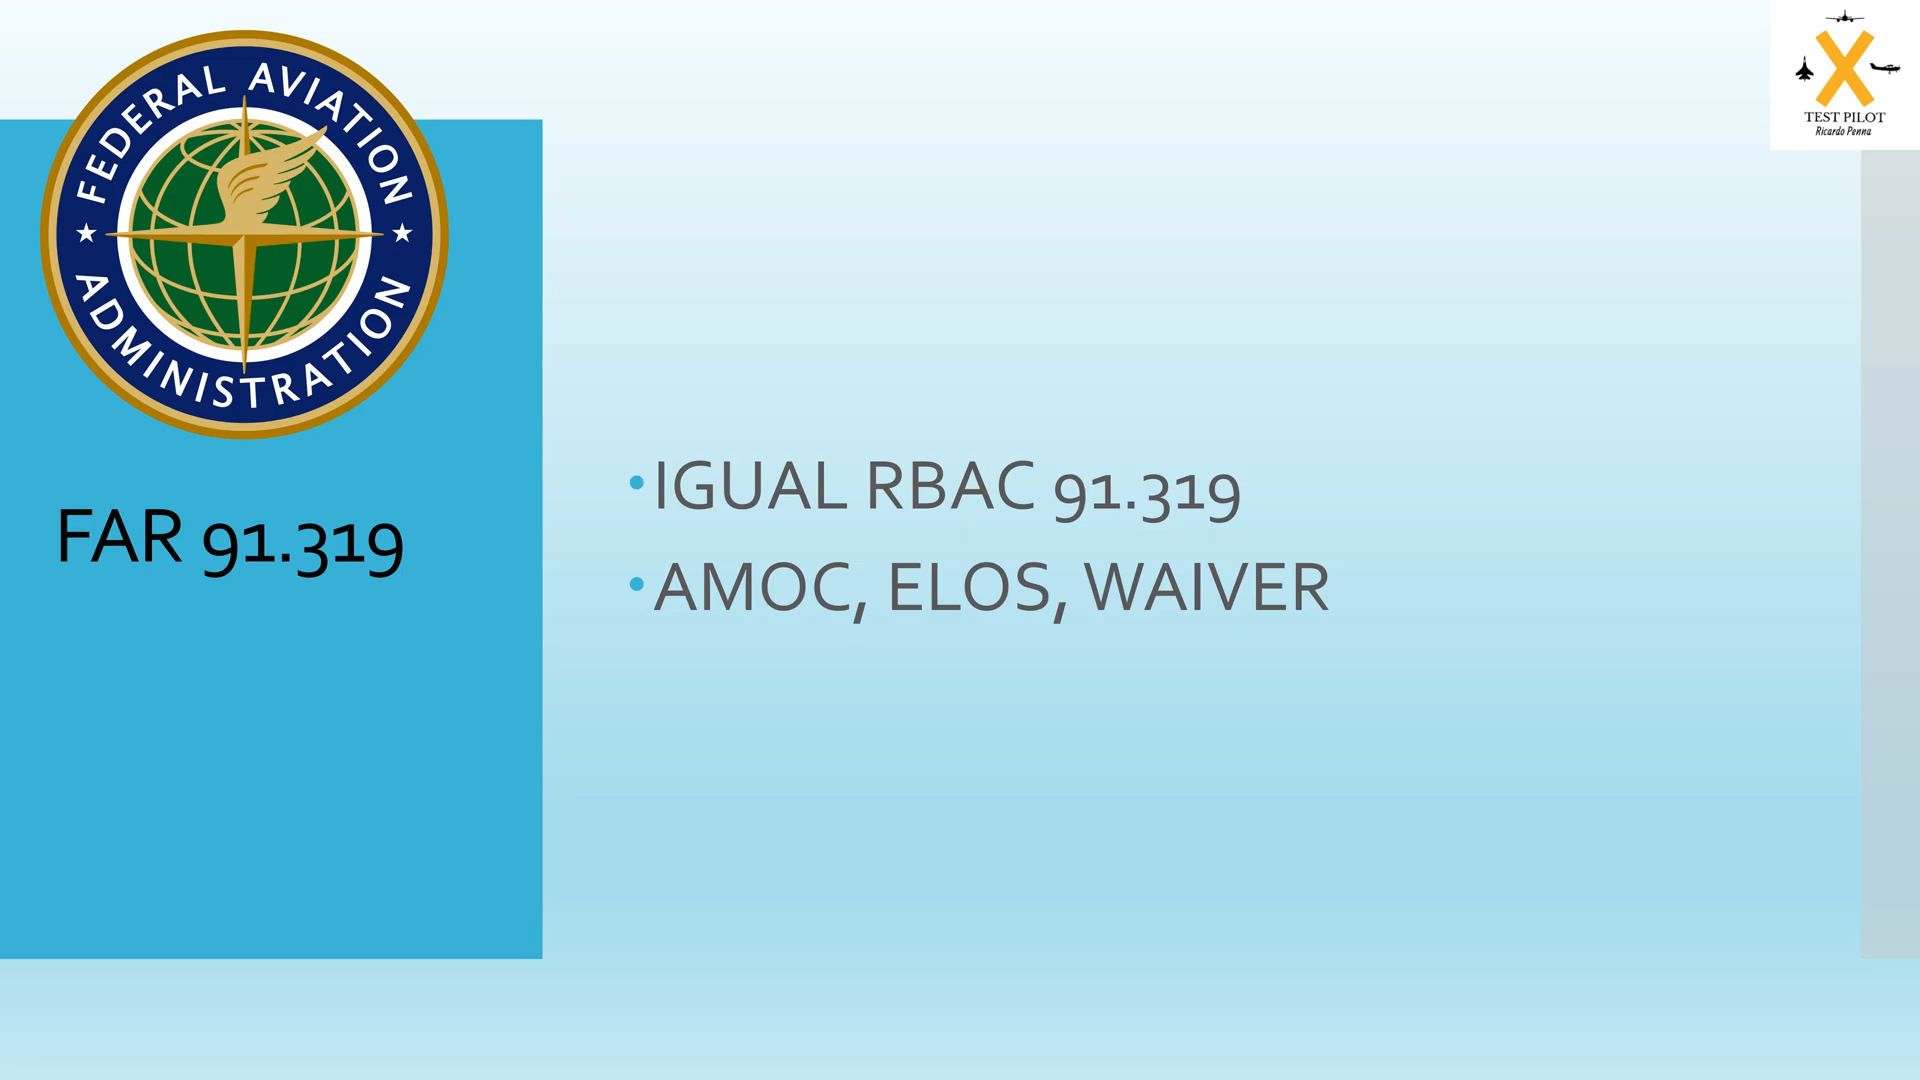 FEDERAL AVIATION
ADMINISTRATION
FAR 91.319
•IGUAL RBAC 91.319
•AMOC, ELOS, WAIVER
X
TEST PILOT
Ricardo Penna